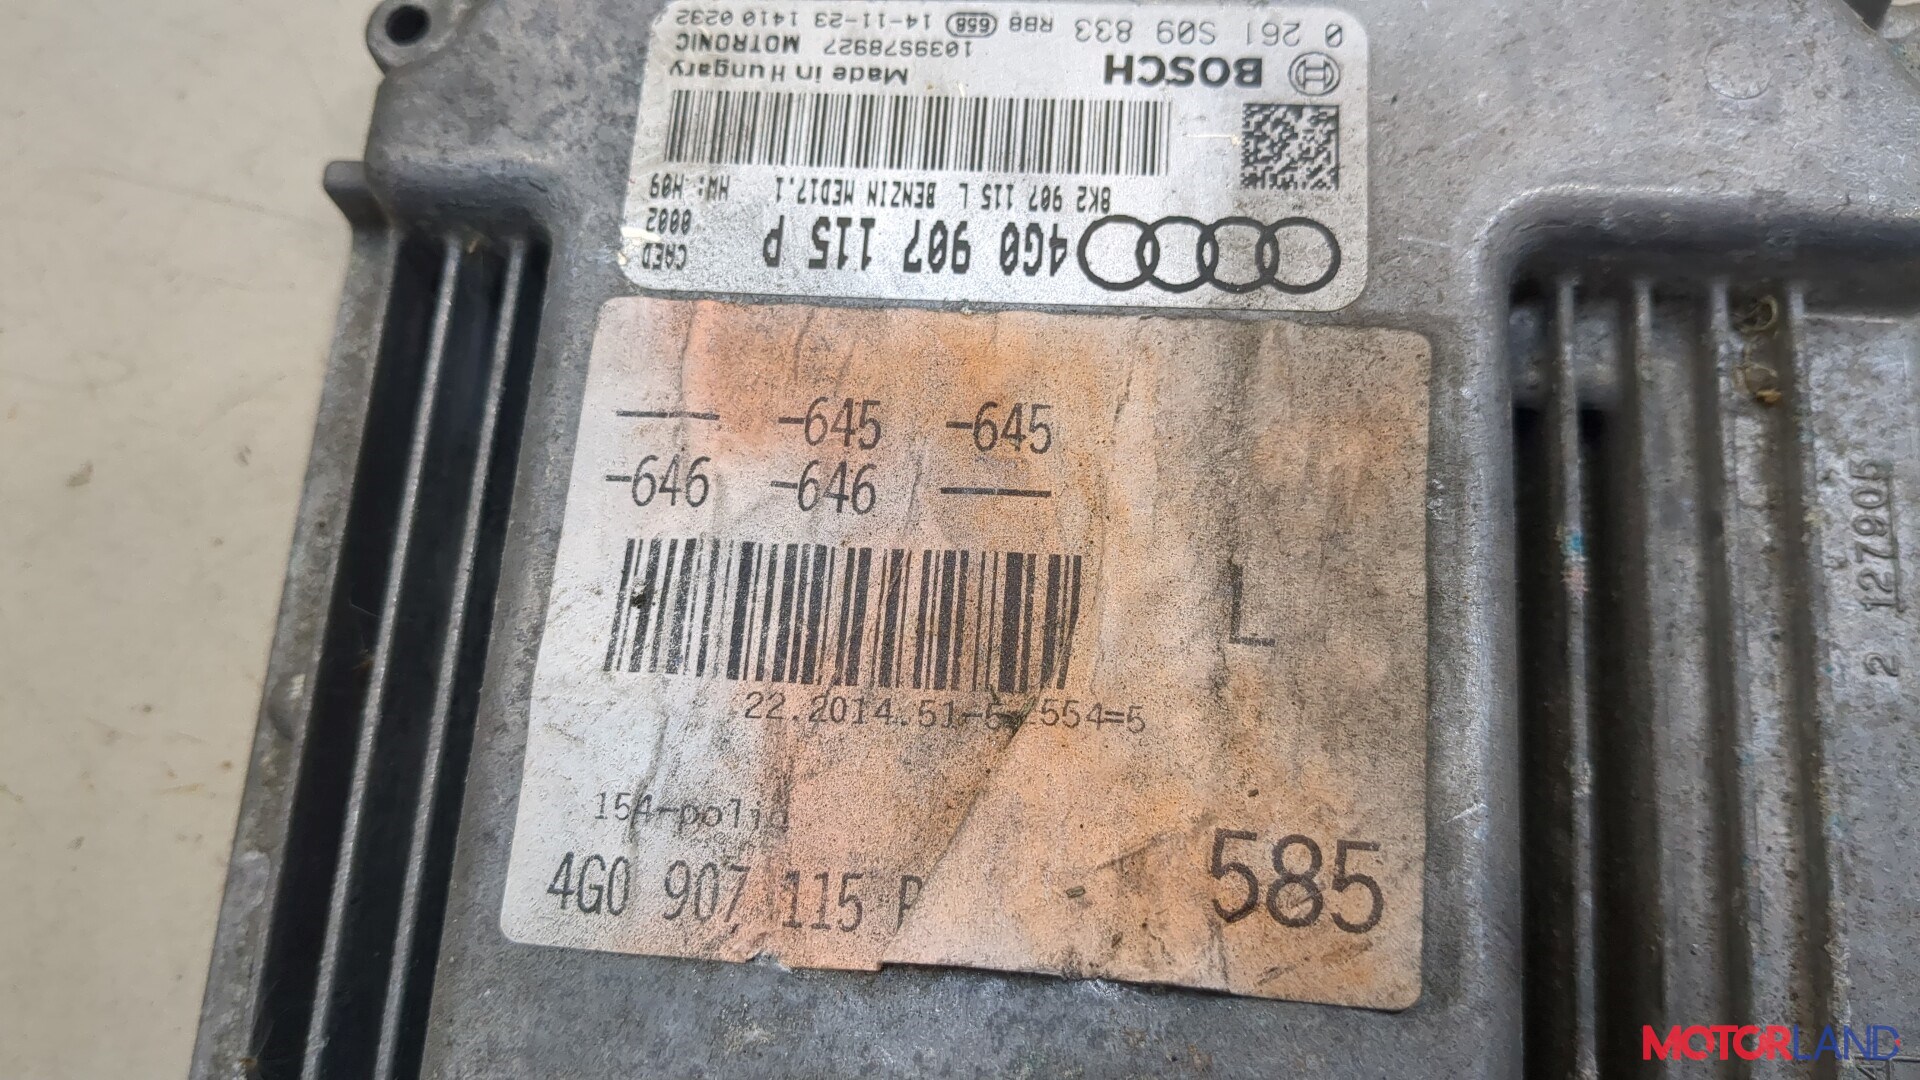 4G0 907 115 P
CAED
0002
8K2 907 115 L BENZIN MED17.1 HW: H09
BOSCH
Made in Hungary
1039S78927 MOTRONIC
0 261 S09 833 RB8 658 14-11-23 1410 0232
-645 -645
-646 -646
L
22.2014.51-5 554=5
4G0 907 115 P
585
2 127905
MOTORLAND